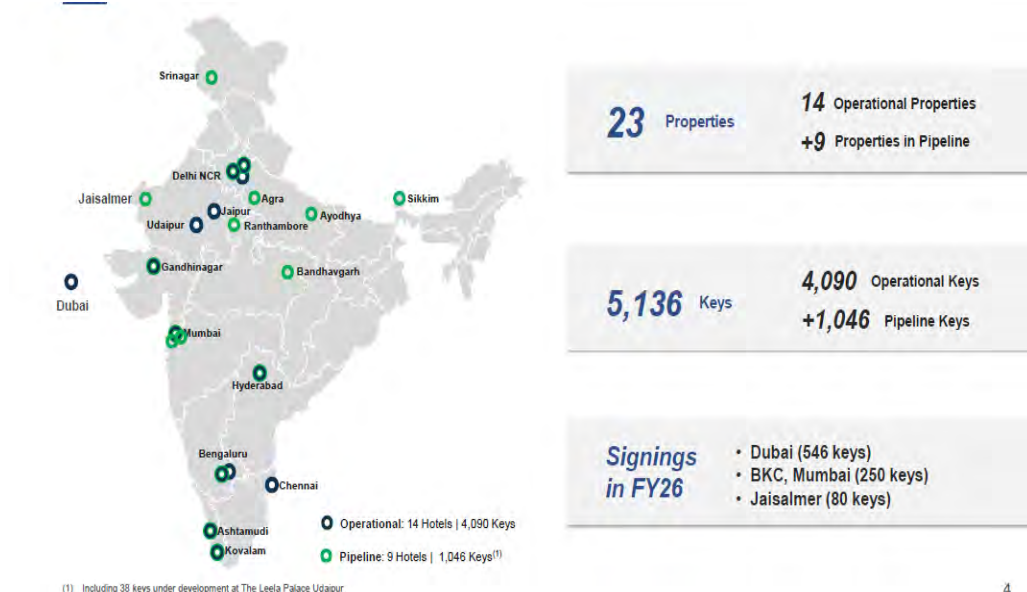 Srinagar
Delhi NCR
Jaisalmer
Agra
Sikkim
Jaipur
Ayodhya
Udaipur
Ranthambore
Gandhinagar
Bandhavgarh
Dubai
Mumbai
Hyderabad
Bengaluru
Chennai
Ashtamudi
Kovalam
Operational: 14 Hotels | 4,090 Keys
Pipeline: 9 Hotels | 1,046 Keys(1)
23 Properties
14 Operational Properties
+9 Properties in Pipeline
5,136 Keys
4,090 Operational Keys
+1,046 Pipeline Keys
Signings
in FY26
• Dubai (546 keys)
• BKC, Mumbai (250 keys)
• Jaisalmer (80 keys)
(1) Including 38 keys under development at The Leela Palace Udaipur
4